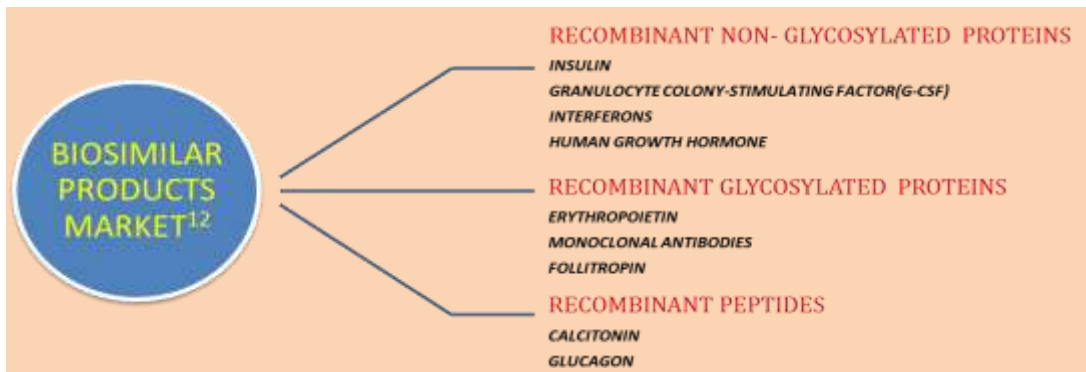 BIOSIMILAR
PRODUCTS
MARKET¹²
RECOMBINANT NON- GLYCOSYLATED PROTEINS
INSULIN
GRANULOCYTE COLONY-STIMULATING FACTOR(G-CSF)
INTERFERONS
HUMAN GROWTH HORMONE
RECOMBINANT GLYCOSYLATED PROTEINS
ERYTHROPOIETIN
MONOCLONAL ANTIBODIES
FOLLITROPIN
RECOMBINANT PEPTIDES
CALCITONIN
GLUCAGON